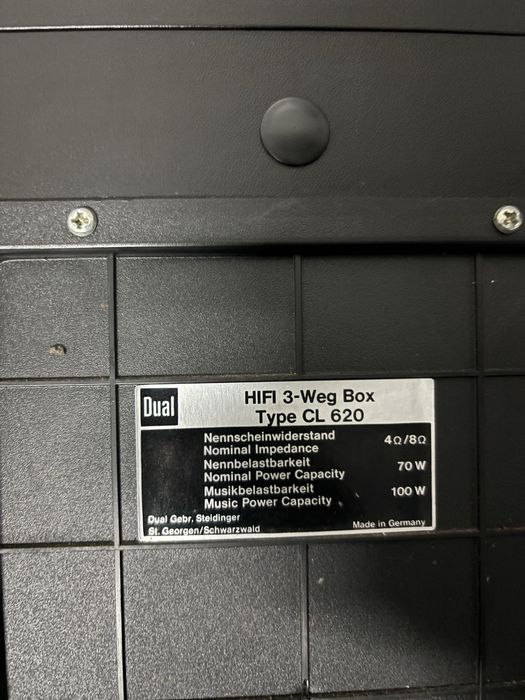 Dual
HIFI 3-Weg Box
Type CL 620
Nennscheinwiderstand 4Ω/8Ω
Nominal Impedance
Nennbelastbarkeit 70 W
Nominal Power Capacity
Musikbelastbarkeit 100 W
Music Power Capacity
Dual Gebr. Steidinger
St. Georgen/Schwarzwald Made in Germany